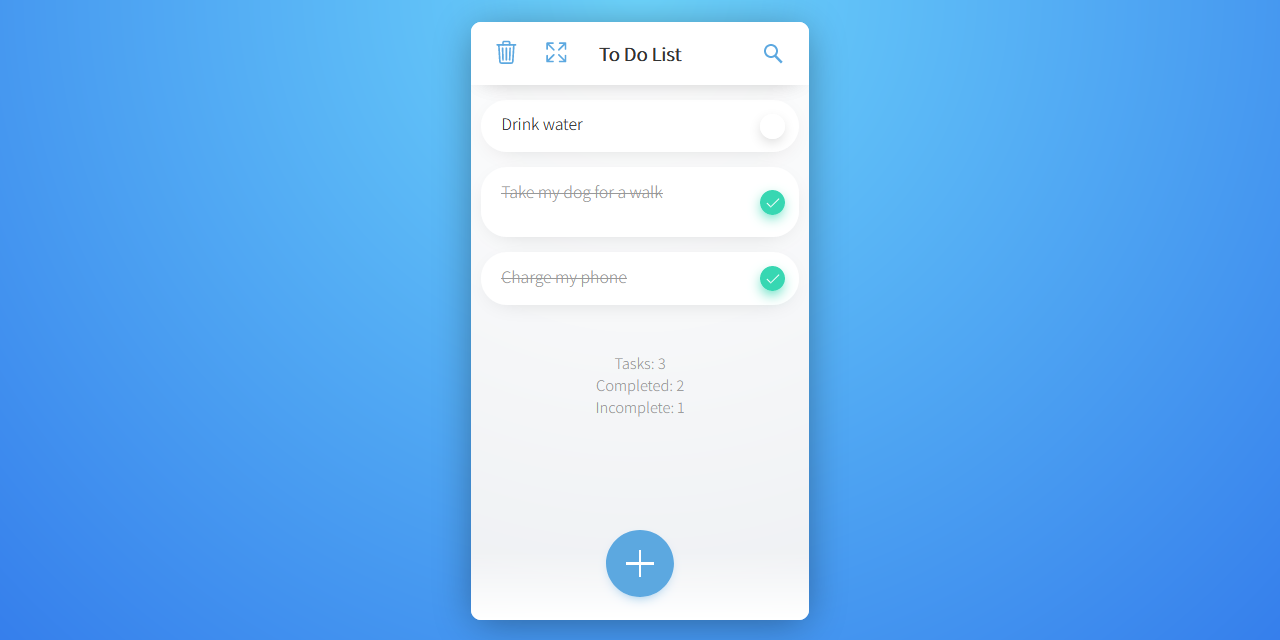 To Do List
Drink water
Take my dog for a walk
Charge my phone
Tasks: 3
Completed: 2
Incomplete: 1